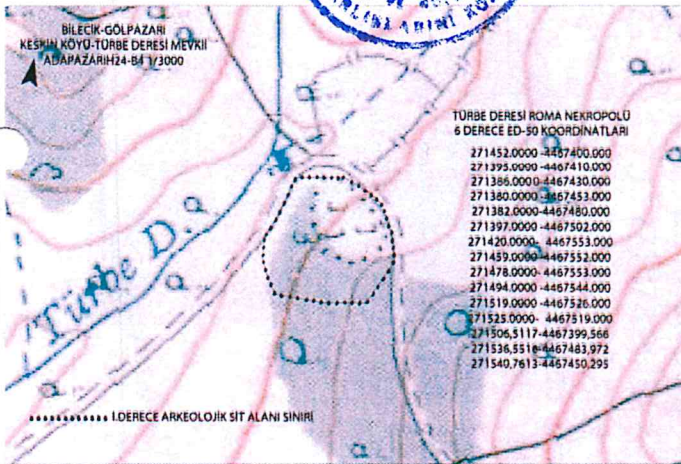 BİLECİK-GÖLPAZARI
KESKİN KÖYÜ-TÜRBE DERESİ MEVKİİ
ADAPAZARIH24-B4 1/3000
TÜRBE DERESİ ROMA NEKROPOLÜ
6 DERECE ED-50 KOORDİNATLARI
271452.0000 -4467400.000
271395.0000 -4467410.000
271386.0000-4467430.000
271380.0000 -4467453.000
271382.0000 -4467480.000
271397.0000 -4467502.000
271420.0000- 4467553.000
271459.0000 -4467552.000
271478.0000 -4467553.000
271494.0000 -4467544.000
271519.0000 -4467526.000
271525.0000- 4467519.000
271506,5117-4467399,566
271536,5516-4467483,972
271540,7613-4467450,295
Türbe D.
I.DERECE ARKEOLOJİK SİT ALANI SINIRI